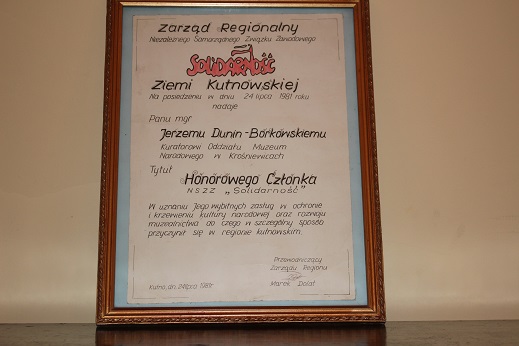 Zarząd Regionalny
Niezależnego Samorządnego Związku Zawodowego
SOLIDARNOŚĆ
Ziemi Kutnowskiej
Na posiedzeniu w dniu 24 lipca 1981 roku
nadaje
Panu mgr
Jerzemu Dunin-Borkowskiemu
Kuratorowi Oddziału Muzeum
Narodowego w Krośniewicach
Tytuł
Honorowego Członka
NSZZ „Solidarność"
W uznaniu Jego wybitnych zasług w ochronie
i krzewieniu kultury narodowej oraz rozwoju
muzealnictwa do czego w szczególny sposób
przyczynił się w regionie kutnowskim.
Przewodniczący
Zarządu Regionu
Kutno, dn. 24 lipca 1981r.
Marek Dolat